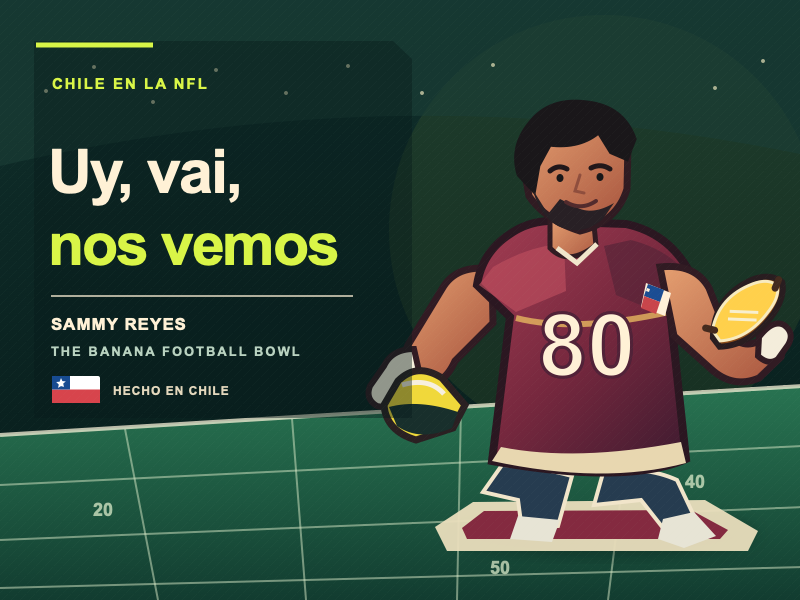 CHILE EN LA NFL
Uy, vai,
nos vemos
SAMMY REYES
THE BANANA FOOTBALL BOWL
HECHO EN CHILE
80
20
40
50